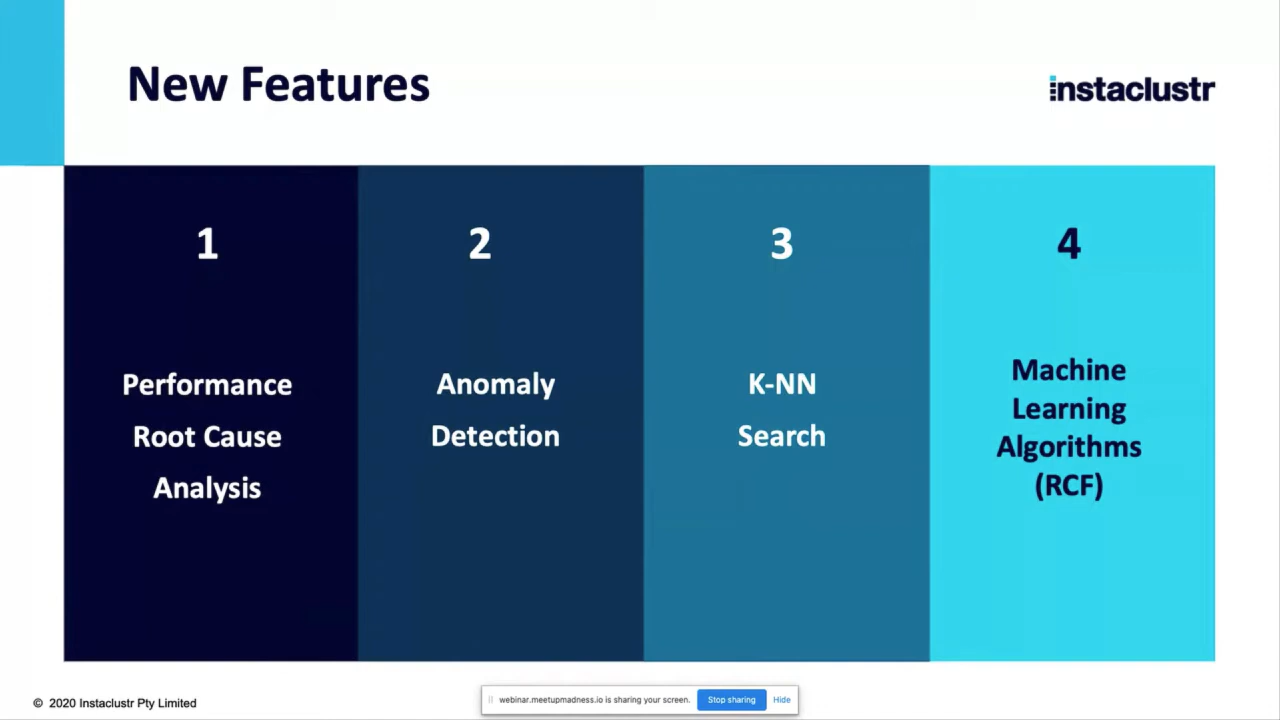 New Features
instaclustr
1
Performance
Root Cause
Analysis
2
Anomaly
Detection
3
K-NN
Search
4
Machine
Learning
Algorithms
(RCF)
© 2020 Instaclustr Pty Limited
webinar.meetupmadness.io is sharing your screen. Stop sharing Hide